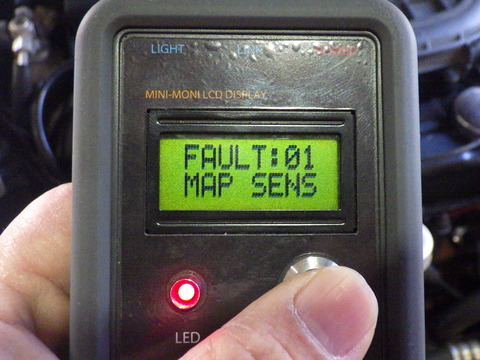 LIGHT
MINI-MONI LCD DISPLAY
FAULT:01
MAP SENS
LED